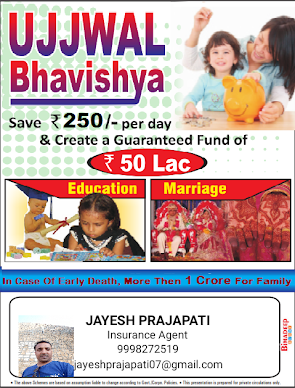 UJJWAL
Bhavishya
Save ₹250/- per day
& Create a Guaranteed Fund of
₹ 50 Lac
Education
Marriage
In Case Of Early Death, More Then 1 Crore For Family
JAYESH PRAJAPATI
Insurance Agent
9998272519
jayeshprajapati07@gmail.com
BIMADEEP
• The above Schemes are based on assumption liable to change according to Govt./Corpn. Policies. • This presentation is prepared for private circulations only.